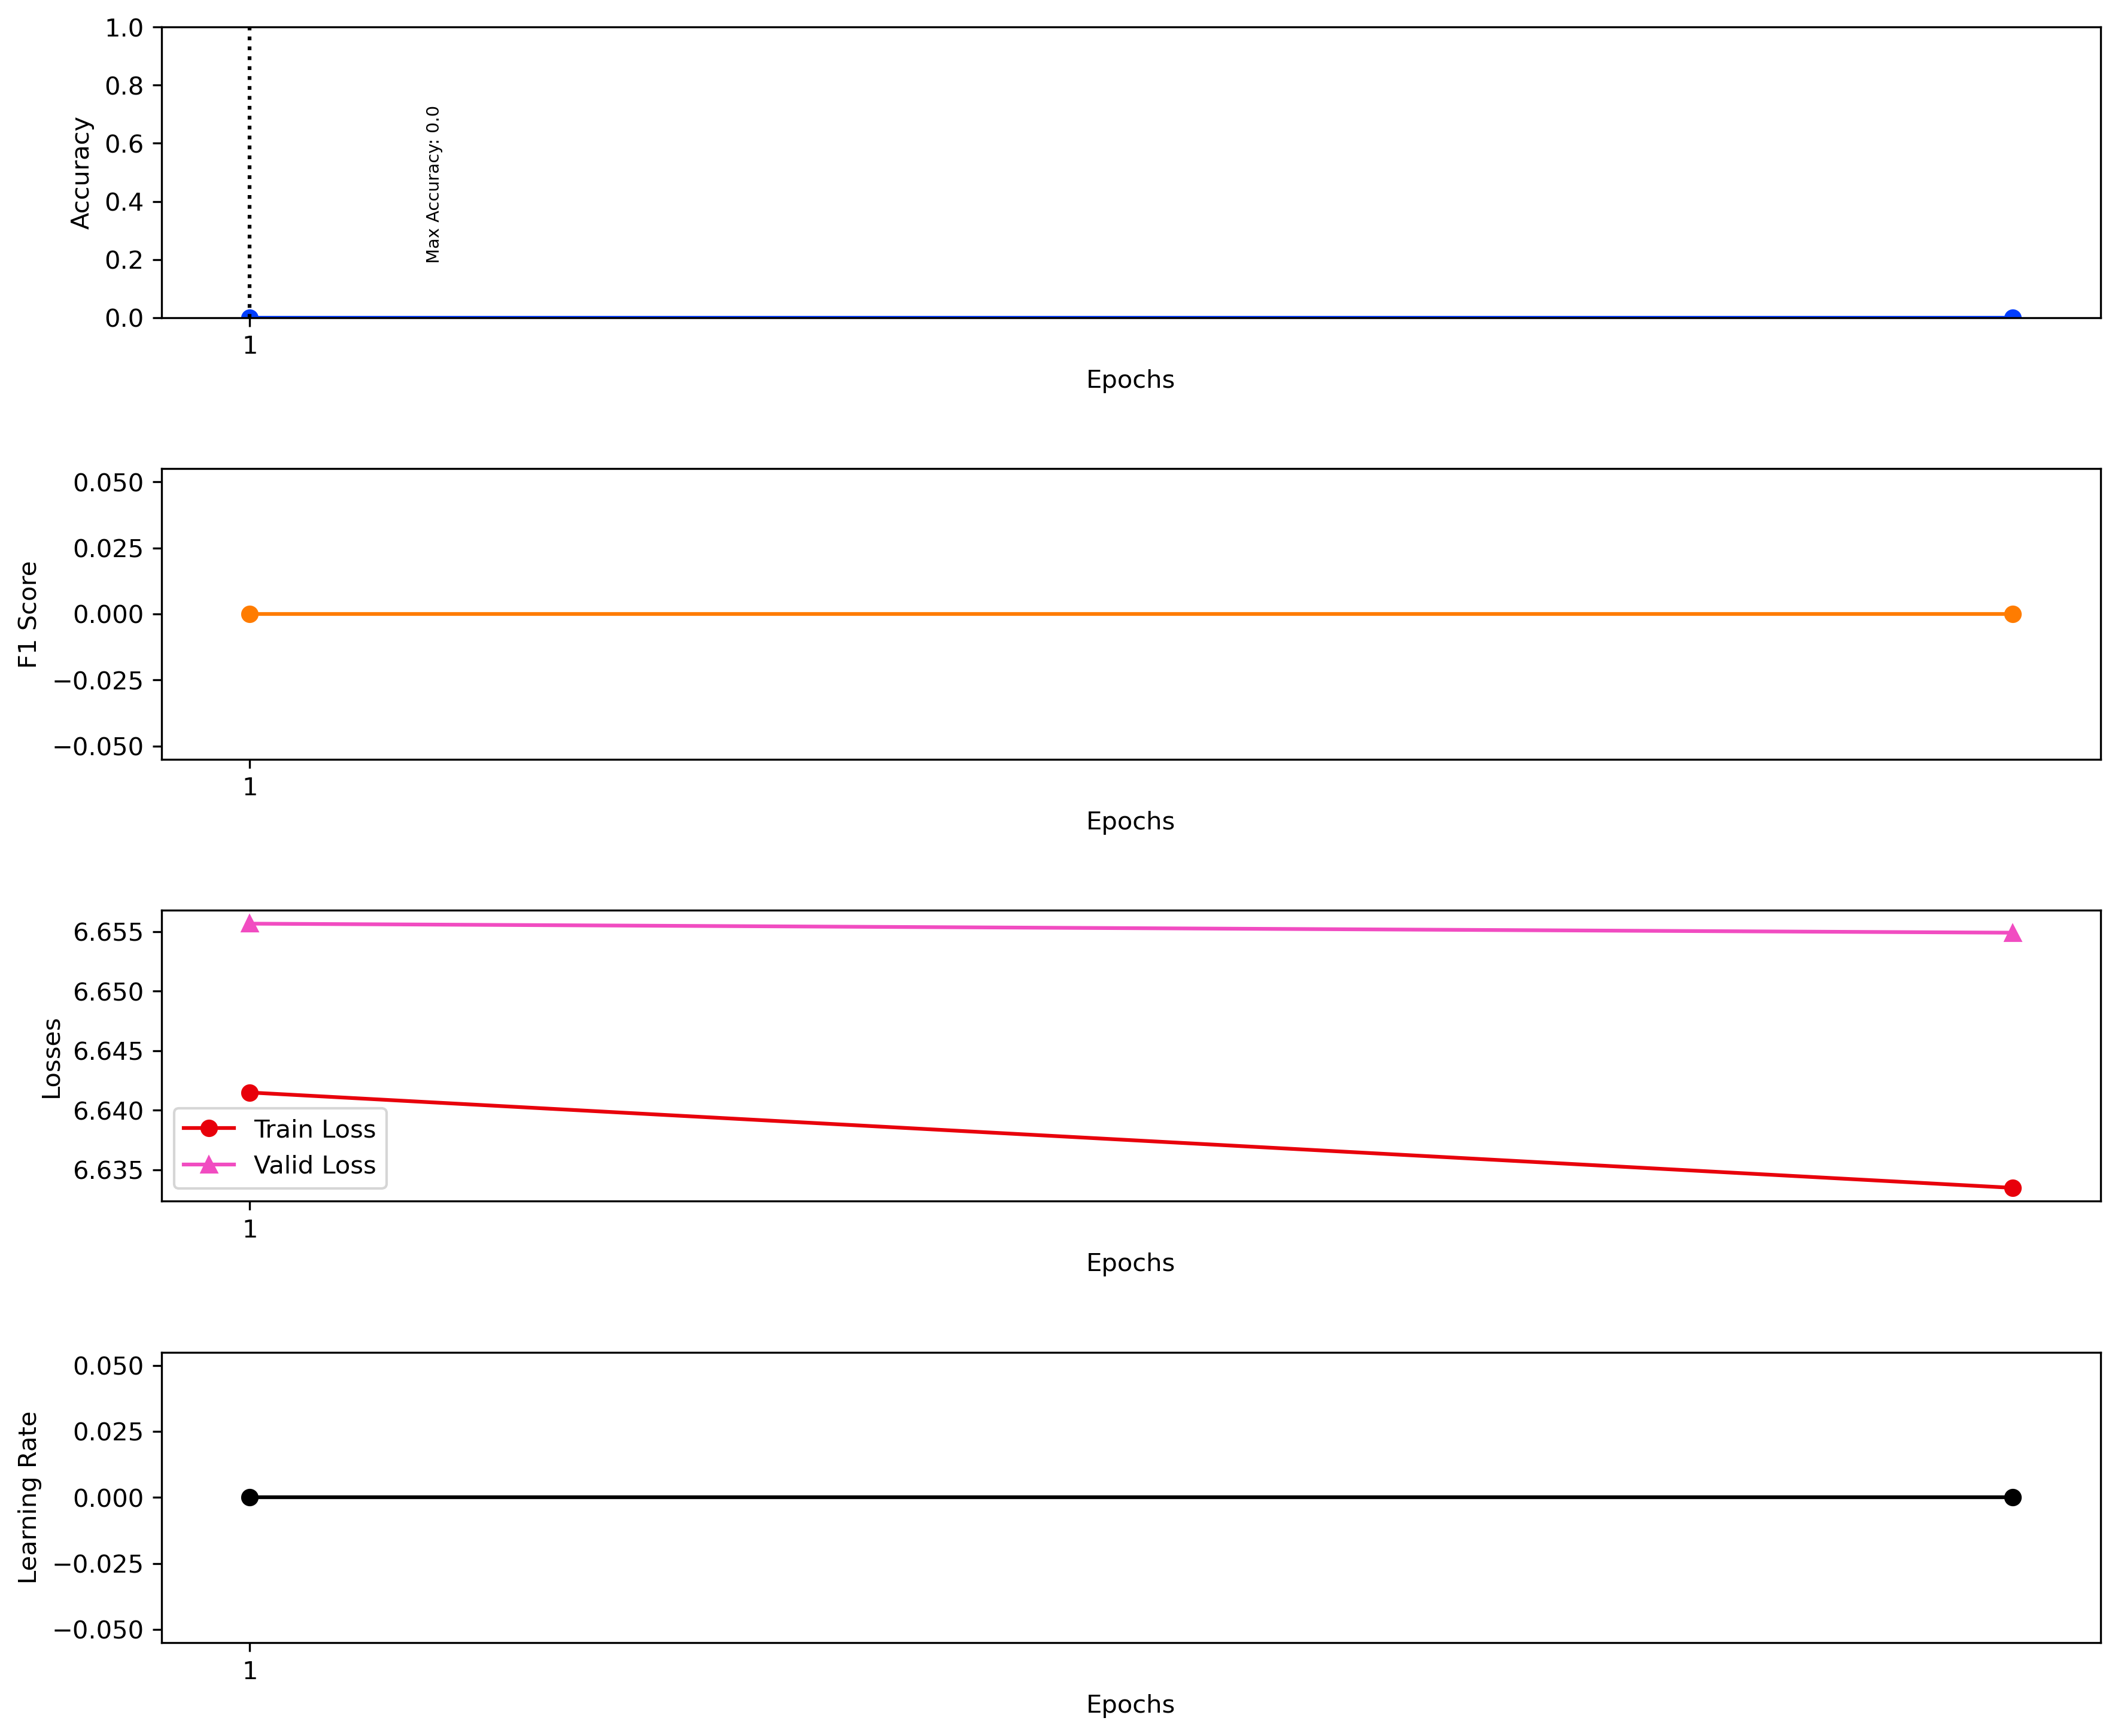 1.0
0.8
0.6
0.4
0.2
0.0
Accuracy
Max Accuracy: 0.0
1
Epochs
0.050
0.025
0.000
−0.025
−0.050
F1 Score
1
Epochs
6.655
6.650
6.645
6.640
6.635
Losses
Train Loss
Valid Loss
1
Epochs
0.050
0.025
0.000
−0.025
−0.050
Learning Rate
1
Epochs